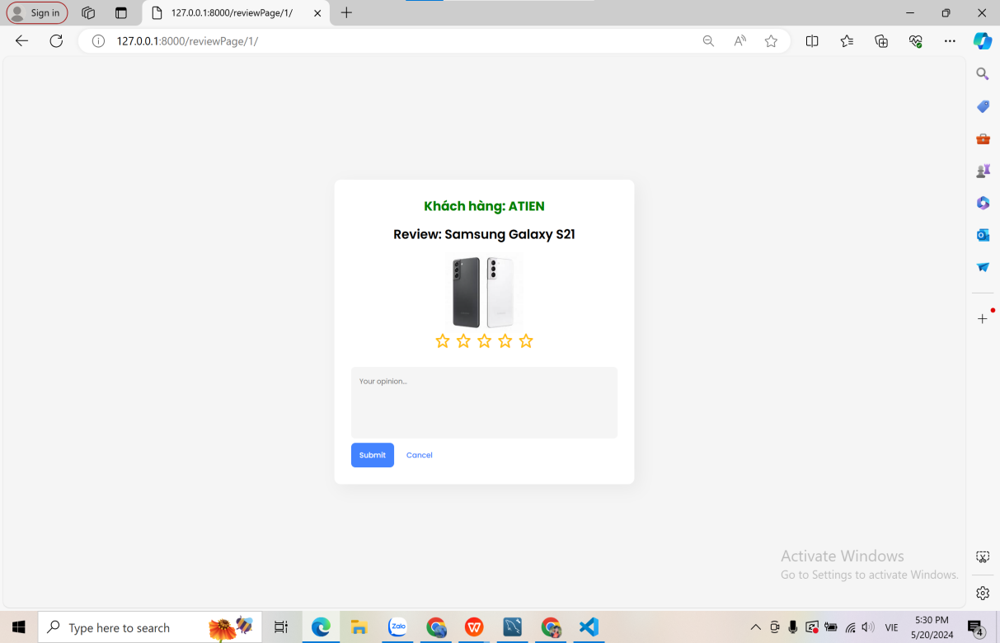 Sign in
127.0.0.1:8000/reviewPage/1/
127.0.0.1:8000/reviewPage/1/
Khách hàng: ATIEN
Review: Samsung Galaxy S21
Your opinion...
Submit Cancel
Activate Windows
Go to Settings to activate Windows.
Type here to search
Zalo
VIE
5:30 PM
5/20/2024
4